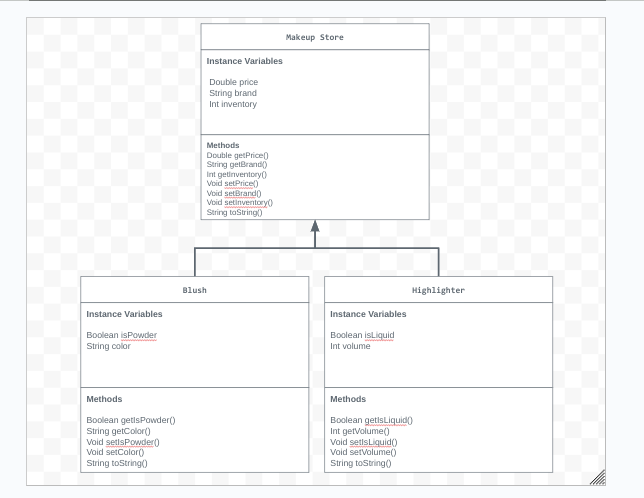 Makeup Store
Instance Variables
Double price
String brand
Int inventory
Methods
Double getPrice()
String getBrand()
Int getInventory()
Void setPrice()
Void setBrand()
Void setInventory()
String toString()
Blush
Instance Variables
Boolean isPowder
String color
Methods
Boolean getIsPowder()
String getColor()
Void setIsPowder()
Void setColor()
String toString()
Highlighter
Instance Variables
Boolean isLiquid
Int volume
Methods
Boolean getIsLiquid()
Int getVolume()
Void setIsLiquid()
Void setVolume()
String toString()